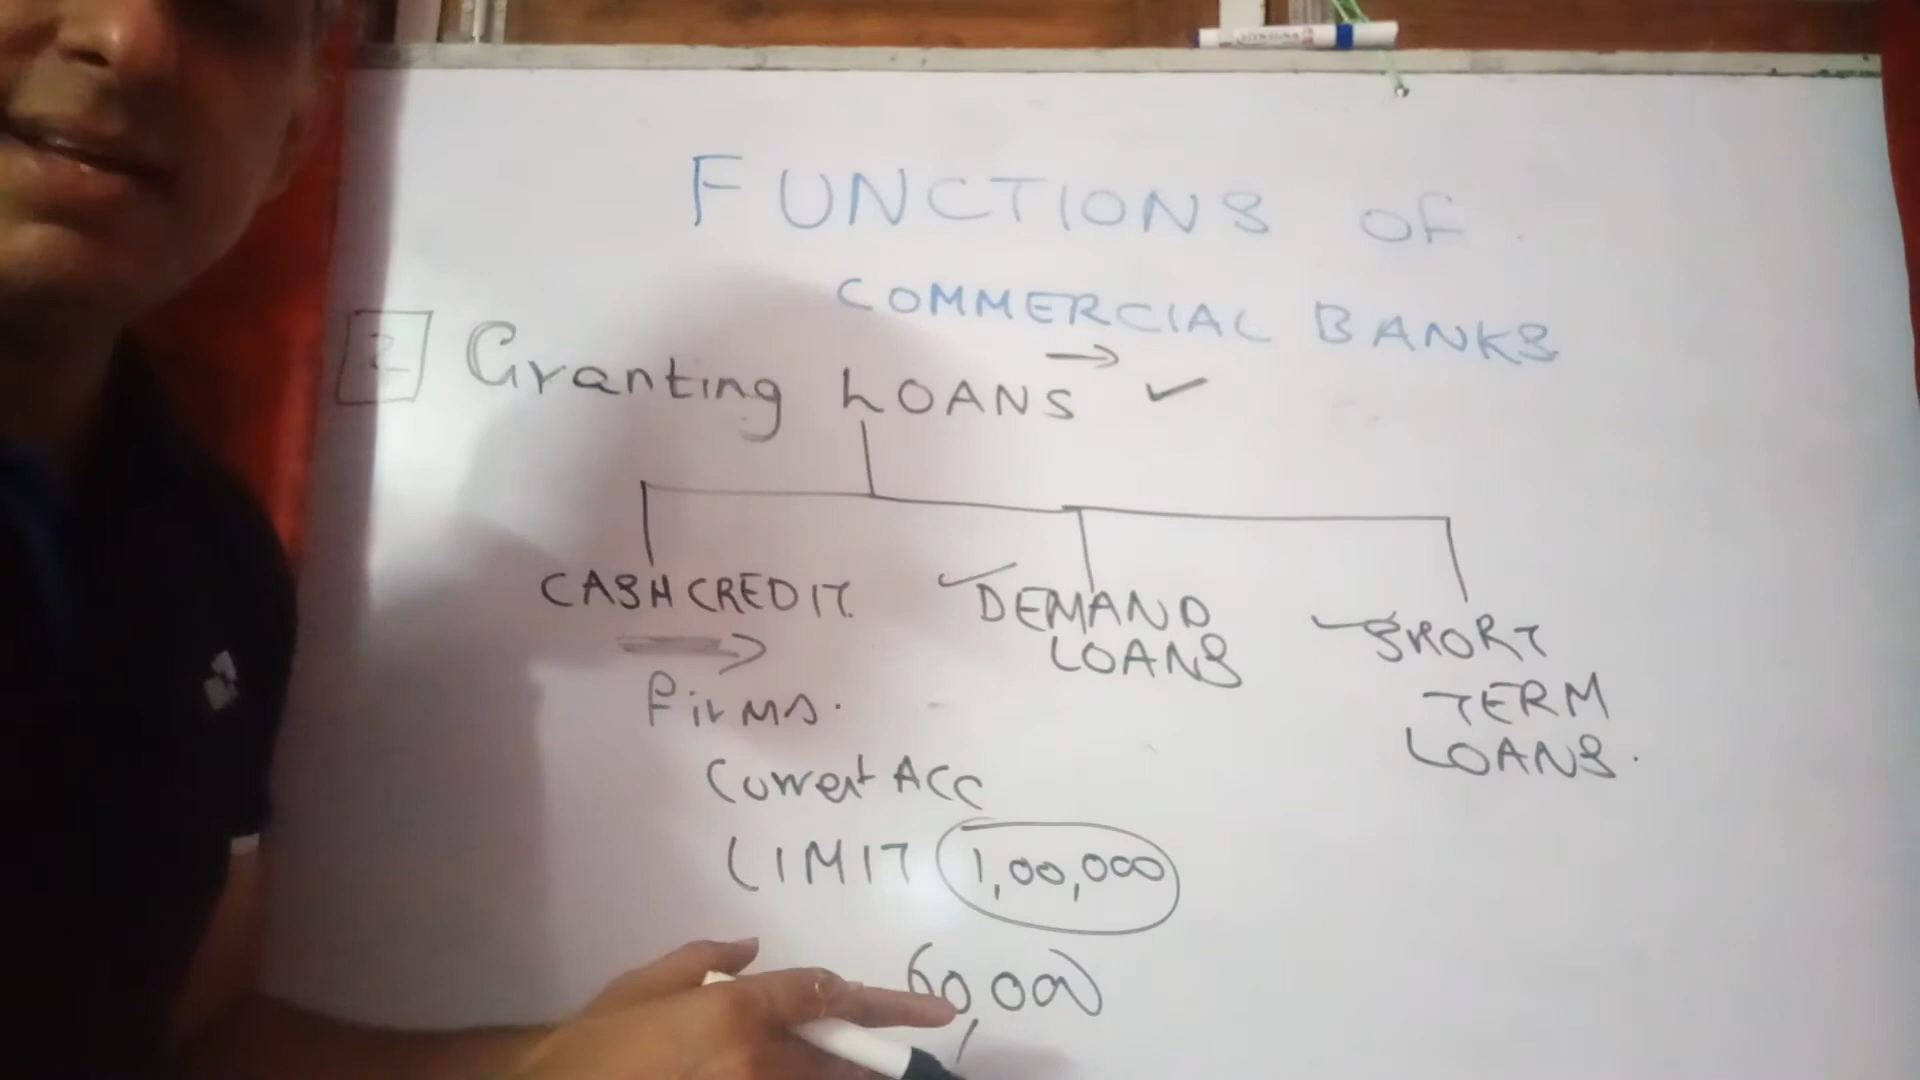 FUNCTIONS OF
COMMERCIAL BANKS
2 Granting LOANS → ✓
CASH CREDIT
DEMAND
LOANS
SHORT
TERM
LOANS.
firms.
Current Acc
LIMIT 1,00,000
60,000